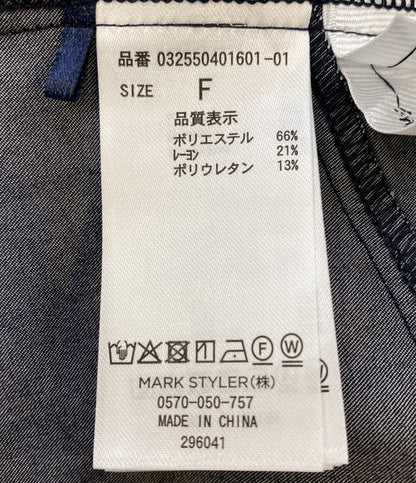 品番 032550401601-01
SIZE F
品質表示
ポリエステル 66%
レーヨン 21%
ポリウレタン 13%
F W
MARK STYLER(株)
0570-050-757
MADE IN CHINA
296041